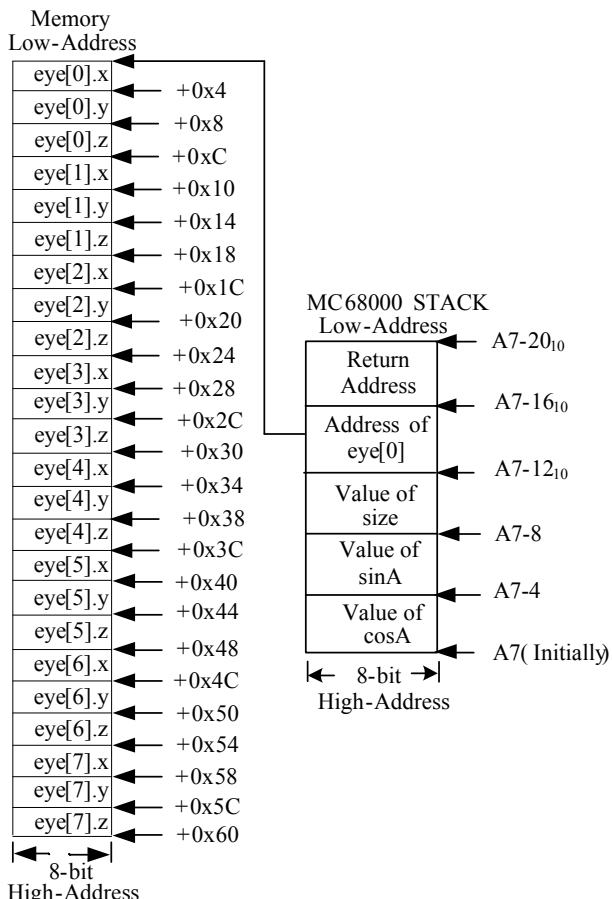 Memory
Low-Address
eye[0].x
eye[0].y
eye[0].z
eye[1].x
eye[1].y
eye[1].z
eye[2].x
eye[2].y
eye[2].z
eye[3].x
eye[3].y
eye[3].z
eye[4].x
eye[4].y
eye[4].z
eye[5].x
eye[5].y
eye[5].z
eye[6].x
eye[6].y
eye[6].z
eye[7].x
eye[7].y
eye[7].z
8-bit
High-Address
+0x4
+0x8
+0xC
+0x10
+0x14
+0x18
+0x1C
+0x20
+0x24
+0x28
+0x2C
+0x30
+0x34
+0x38
+0x3C
+0x40
+0x44
+0x48
+0x4C
+0x50
+0x54
+0x58
+0x5C
+0x60
MC68000 STACK
Low-Address
Return
Address
Address of
eye[0]
Value of
size
Value of
sinA
Value of
cosA
8-bit
High-Address
A7-20₁₀
A7-16₁₀
A7-12₁₀
A7-8
A7-4
A7( Initially)